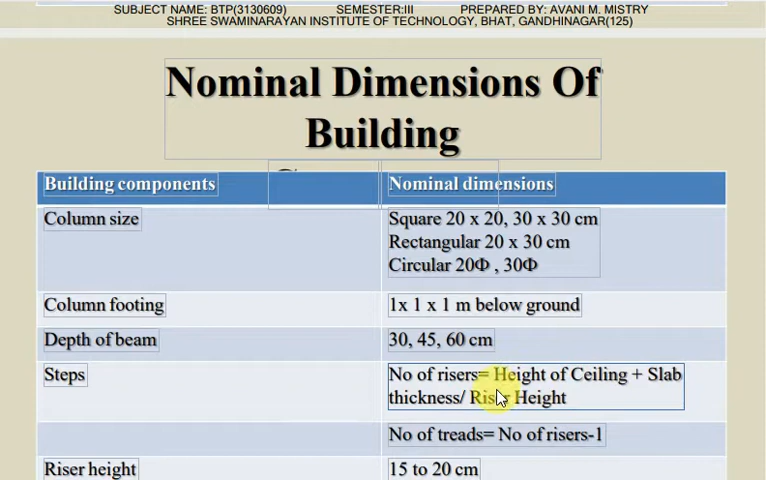 SUBJECT NAME: BTP(3130609) SEMESTER:III PREPARED BY: AVANI M. MISTRY
SHREE SWAMINARAYAN INSTITUTE OF TECHNOLOGY, BHAT, GANDHINAGAR(125)
Nominal Dimensions Of
Building
Building components Nominal dimensions
Column size Square 20 x 20, 30 x 30 cm
Rectangular 20 x 30 cm
Circular 20Φ , 30Φ
Column footing 1x 1 x 1 m below ground
Depth of beam 30, 45, 60 cm
Steps No of risers= Height of Ceiling + Slab
thickness/ Riser Height
No of treads= No of risers-1
Riser height 15 to 20 cm